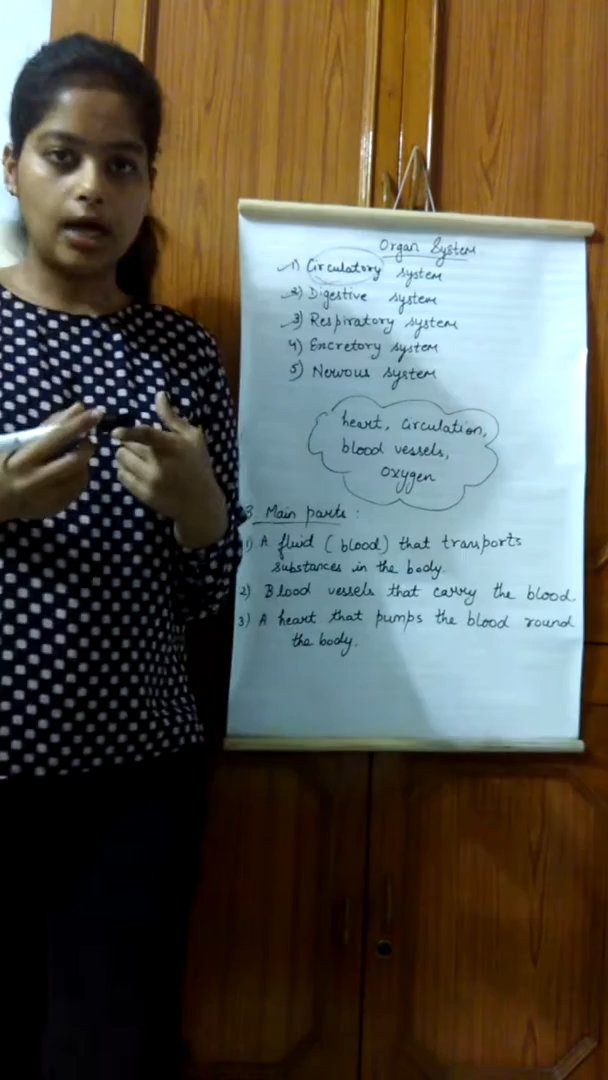 Organ System
1) Circulatory system
2) Digestive system
3) Respiratory system
4) Excretory system
5) Nervous system
heart, circulation,
blood vessels,
oxygen
3 Main parts :
1) A fluid (blood) that transports
substances in the body.
2) Blood vessels that carry the blood.
3) A heart that pumps the blood round
the body.